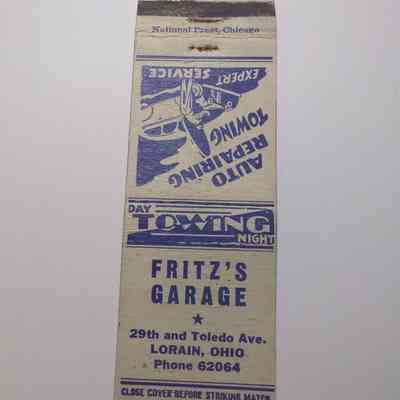 National Press, Chicago
EXPERT
SERVICE
TOWING
REPAIRING
AUTO
DAY
TOWING
NIGHT
FRITZ'S
GARAGE
29th and Toledo Ave.
LORAIN, OHIO
Phone 62064
CLOSE COVER BEFORE STRIKING MATCH